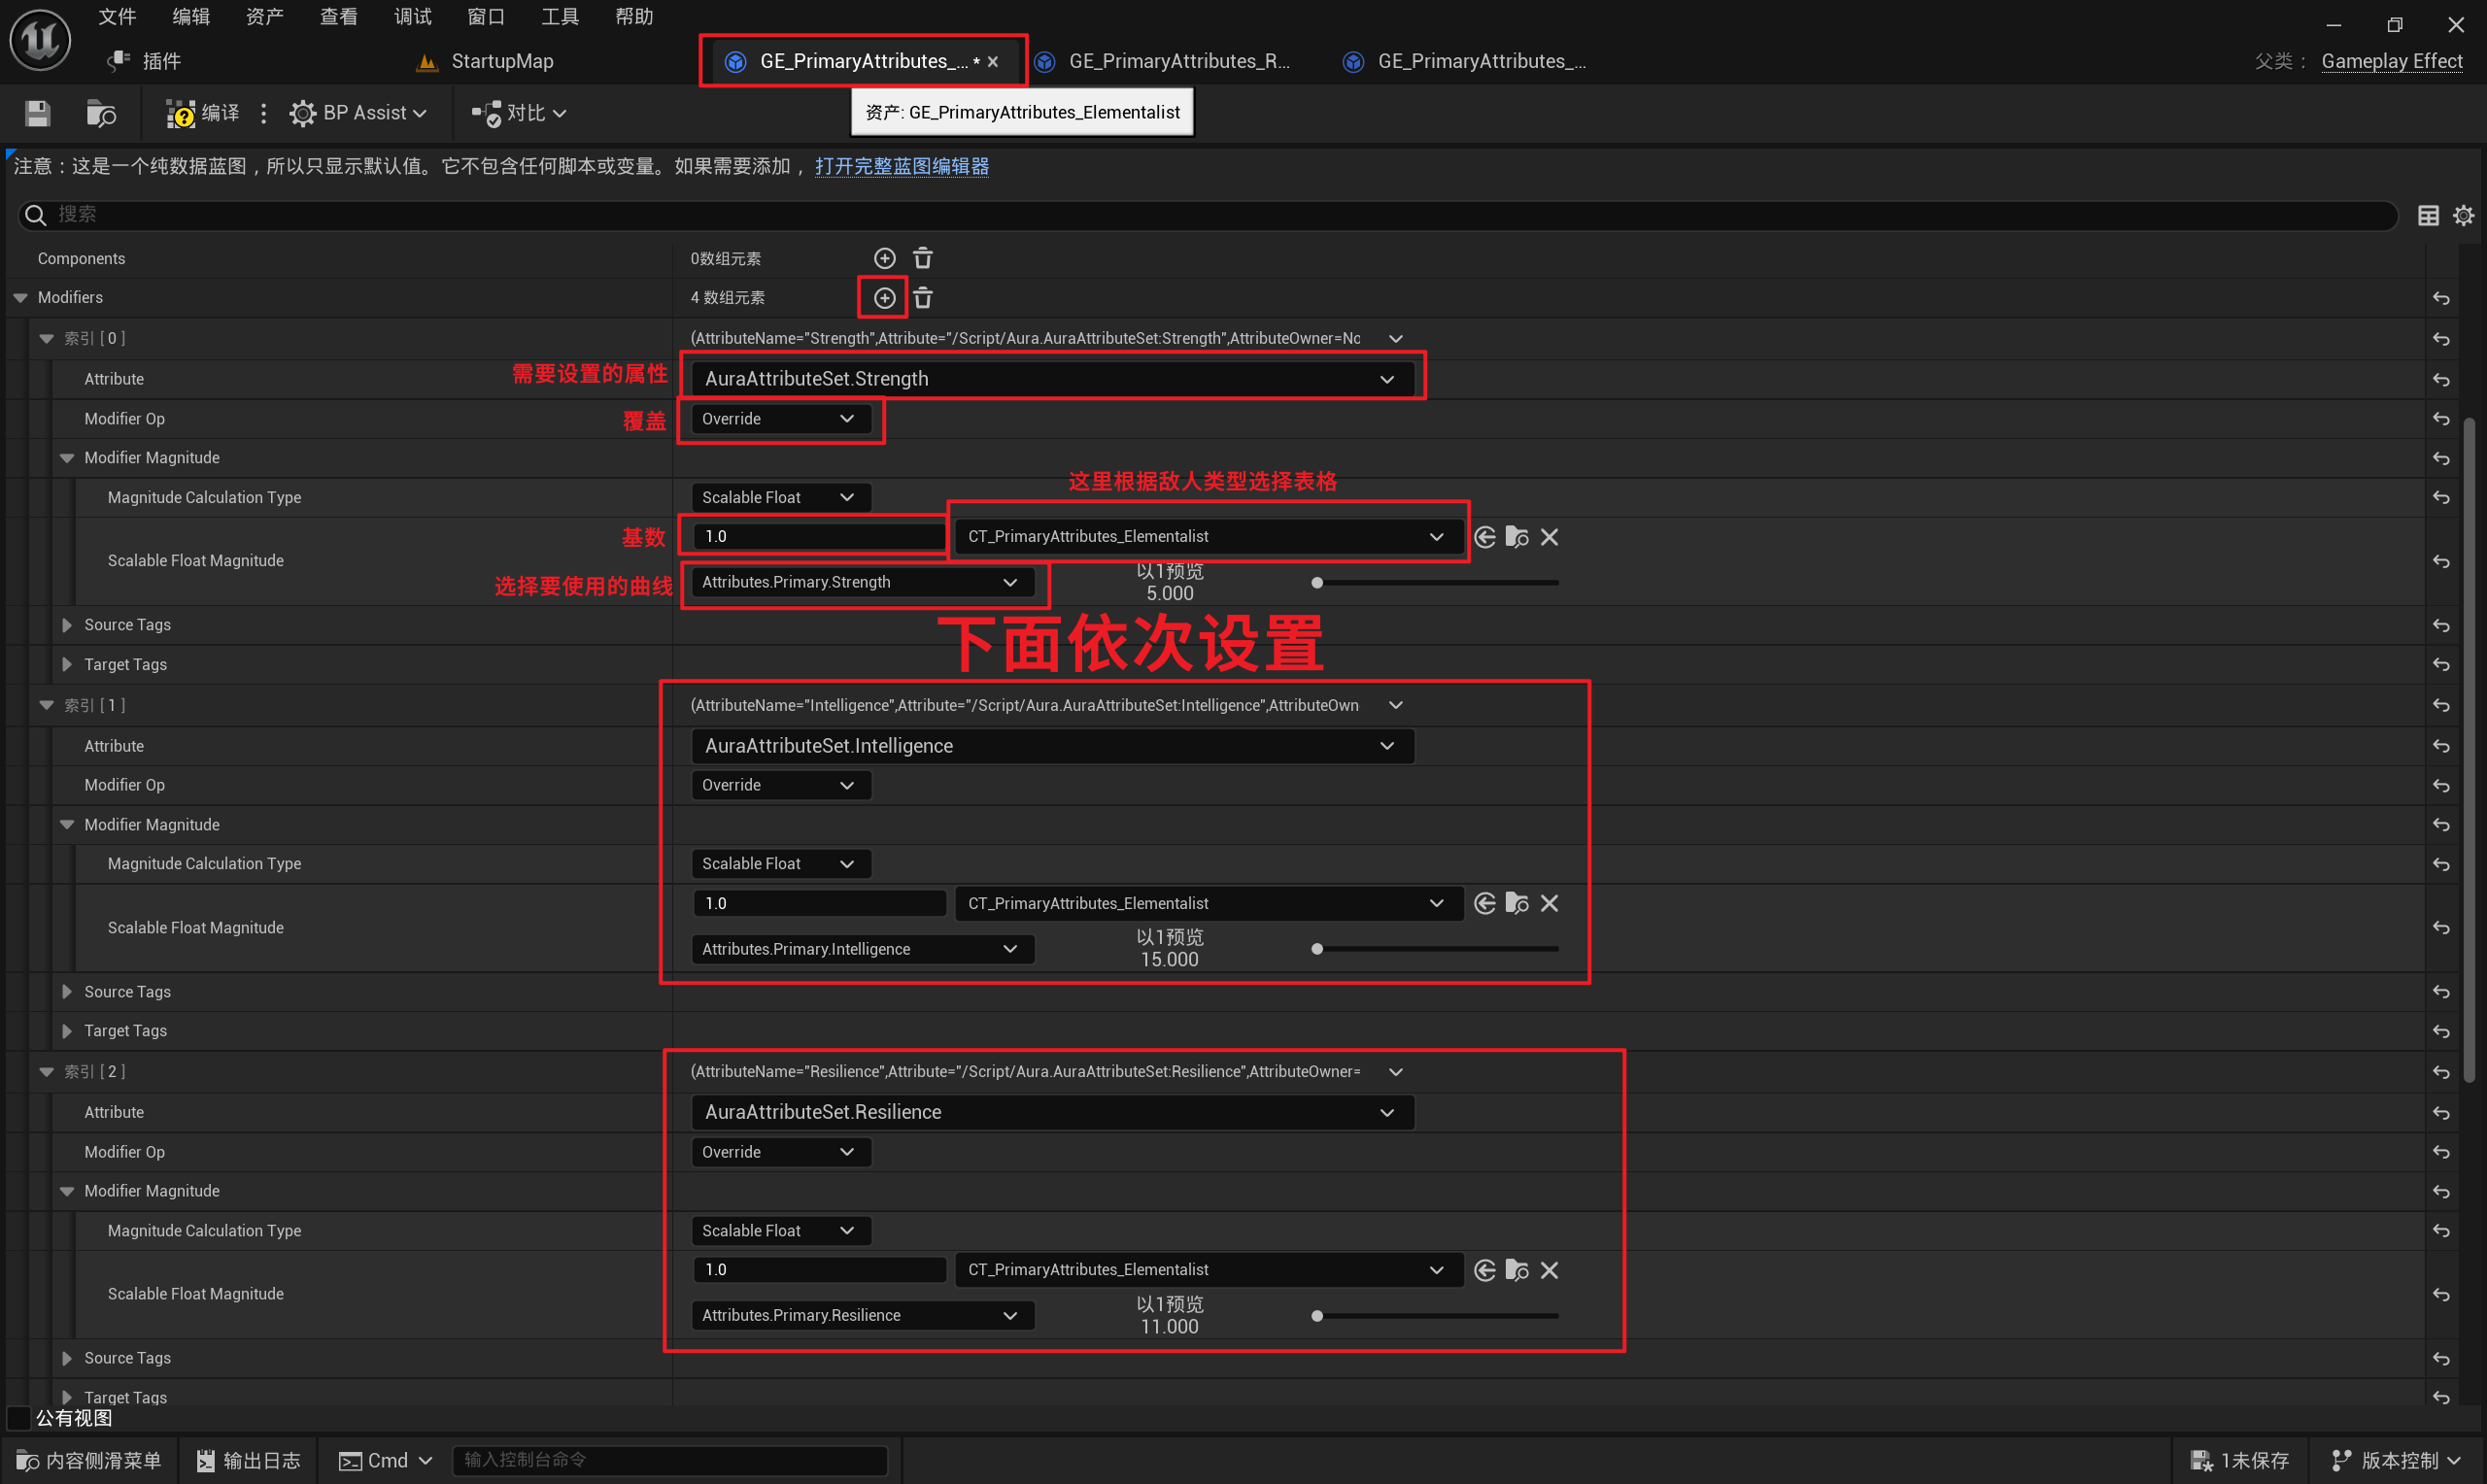 文件 编辑 资产 查看 调试 窗口 工具 帮助
插件 StartupMap GE_PrimaryAttributes_... * GE_PrimaryAttributes_R... GE_PrimaryAttributes_... 父类： Gameplay Effect
编译 BP Assist 对比 资产: GE_PrimaryAttributes_Elementalist
注意：这是一个纯数据蓝图，所以只显示默认值。它不包含任何脚本或变量。如果需要添加， 打开完整蓝图编辑器
搜索
Components 0数组元素
Modifiers 4 数组元素
索引 [ 0 ] (AttributeName="Strength",Attribute="/Script/Aura.AuraAttributeSet:Strength",AttributeOwner=No
Attribute 需要设置的属性 AuraAttributeSet.Strength
Modifier Op 覆盖 Override
Modifier Magnitude
这里根据敌人类型选择表格
Magnitude Calculation Type Scalable Float
基数 1.0 CT_PrimaryAttributes_Elementalist
Scalable Float Magnitude
选择要使用的曲线 Attributes.Primary.Strength 以1预览
5.000
Source Tags
下面依次设置
Target Tags
索引 [ 1 ] (AttributeName="Intelligence",Attribute="/Script/Aura.AuraAttributeSet:Intelligence",AttributeOwn
Attribute AuraAttributeSet.Intelligence
Modifier Op Override
Modifier Magnitude
Magnitude Calculation Type Scalable Float
1.0 CT_PrimaryAttributes_Elementalist
Scalable Float Magnitude
Attributes.Primary.Intelligence 以1预览
15.000
Source Tags
Target Tags
索引 [ 2 ] (AttributeName="Resilience",Attribute="/Script/Aura.AuraAttributeSet:Resilience",AttributeOwner=
Attribute AuraAttributeSet.Resilience
Modifier Op Override
Modifier Magnitude
Magnitude Calculation Type Scalable Float
1.0 CT_PrimaryAttributes_Elementalist
Scalable Float Magnitude
Attributes.Primary.Resilience 以1预览
11.000
Source Tags
Target Tags
公有视图
内容侧滑菜单 输出日志 Cmd 输入控制台命令 1未保存 版本控制